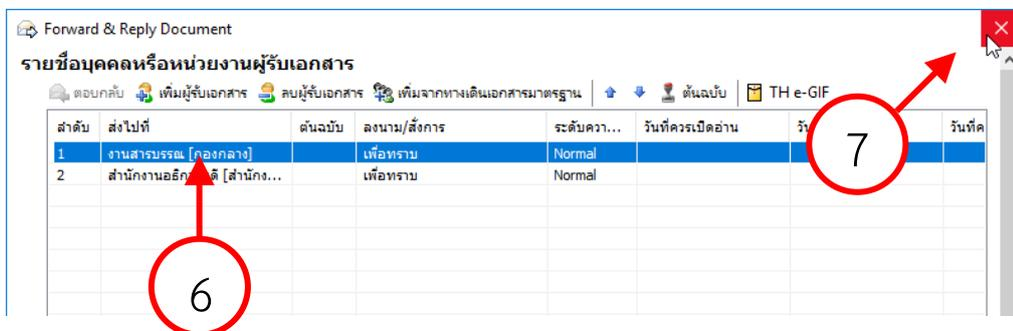 Forward & Reply Document
รายชื่อบุคคลหรือหน่วยงานผู้รับเอกสาร
ตอบกลับ เพิ่มผู้รับเอกสาร ลบผู้รับเอกสาร เพิ่มจากทางเดินเอกสารมาตรฐาน ต้นฉบับ TH e-GIF
ลำดับ ส่งไปที่ ต้นฉบับ ลงนาม/สั่งการ ระดับควา... วันที่ควรเปิดอ่าน วันที่ค
1 งานสารบรรณ [กองกลาง] เพื่อทราบ Normal
2 สำนักงานอธิการบดี [สำนักง... เพื่อทราบ Normal
7
6